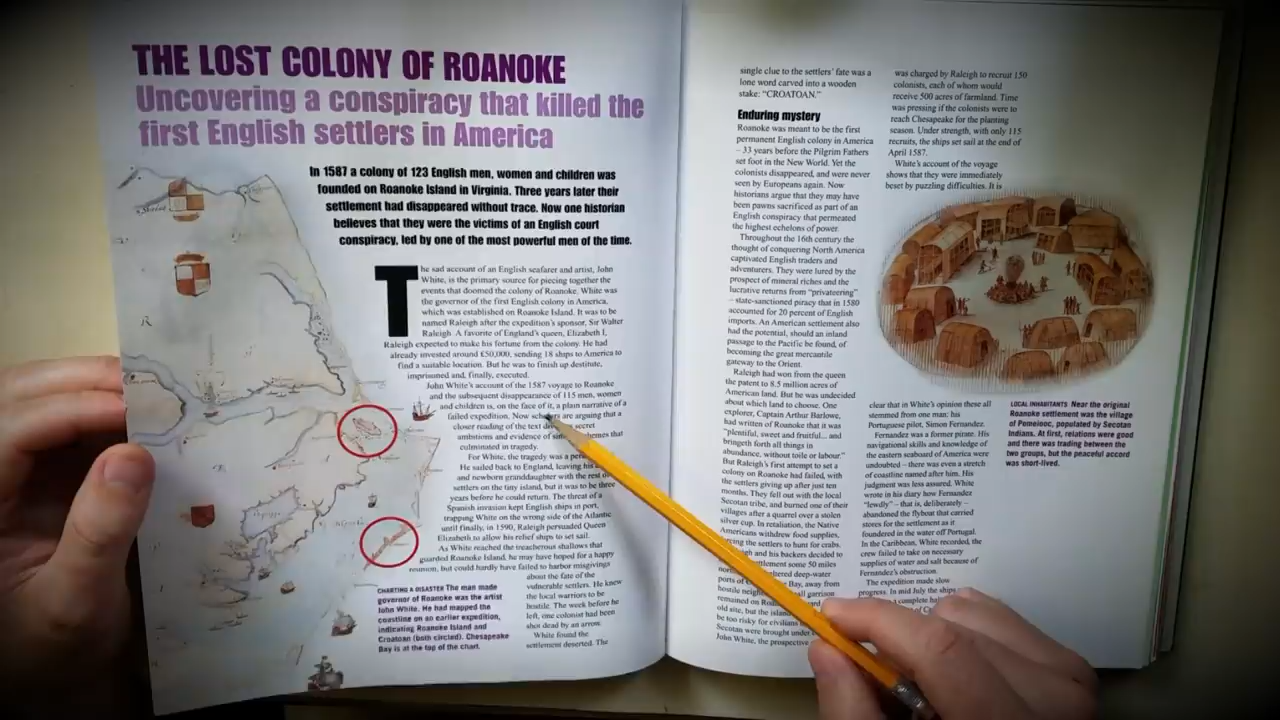 THE LOST COLONY OF ROANOKE
Uncovering a conspiracy that killed the
first English settlers in America
In 1587 a colony of 123 English men, women and children was
founded on Roanoke Island in Virginia. Three years later their
settlement had disappeared without trace. Now one historian
believes that they were the victims of an English court
conspiracy, led by one of the most powerful men of the time.
The sad account of an English seafarer and artist, John
White, is the primary source for piecing together the
events that doomed the colony of Roanoke. White was
the governor of the first English colony in America,
which was established on Roanoke Island. It was to be
named Raleigh after the expedition's sponsor, Sir Walter
Raleigh. A favorite of England's queen, Elizabeth I,
Raleigh expected to make his fortune from the colony. He had
already invested around £50,000, sending 18 ships to America to
find a suitable location. But he was to finish up destitute,
imprisoned and, finally, executed.
John White's account of the 1587 voyage to Roanoke
and the subsequent disappearance of 115 men, women
and children is, on the face of it, a plain narrative of a
failed expedition. Now are arguing that a
closer reading of the text secret
ambitions and evidence of that
culminated in tragedy.
For White, the tragedy was a
He sailed back to England, leaving his
and newborn granddaughter with the rest of
settlers on the tiny island, but it was to be three
years before he could return. The threat of a
Spanish invasion kept English ships in port,
trapping White on the wrong side of the Atlantic
until finally, in 1590, Raleigh persuaded Queen
Elizabeth to allow his relief ships to set sail.
As White reached the treacherous shallows that
guarded Roanoke Island, he may have hoped for a happy
reunion, but could hardly have failed to harbor misgivings
about the fate of the
vulnerable settlers. He knew
the local warriors to be
hostile. The week before he
left, one colonist had been
shot dead by an arrow.
White found the
settlement deserted. The
CHARTING A DISASTER The man made
governor of Roanoke was the artist
John White. He had mapped the
coastline on an earlier expedition,
indicating Roanoke Island and
Croatoan (both circled). Chesapeake
Bay is at the top of the chart.
single clue to the settlers' fate was a
lone word carved into a wooden
stake: "CROATOAN."
Enduring mystery
Roanoke was meant to be the first
permanent English colony in America
– 33 years before the Pilgrim Fathers
set foot in the New World. Yet the
colonists disappeared, and were never
seen by Europeans again. Now
historians argue that they may have
been pawns sacrificed as part of an
English conspiracy that permeated
the highest echelons of power.
Throughout the 16th century the
thought of conquering North America
captivated English traders and
adventurers. They were lured by the
prospect of mineral riches and the
lucrative returns from "privateering"
– state-sanctioned piracy that in 1580
accounted for 20 percent of English
imports. An American settlement also
had the potential, should an inland
passage to the Pacific be found, of
becoming the great mercantile
gateway to the Orient.
Raleigh had won from the queen
the patent to 8.5 million acres of
American land. But he was undecided
about which land to choose. One
explorer, Captain Arthur Barlowe,
had written of Roanoke that it was
"plentiful, sweet and fruitful... and
bringeth forth all things in
abundance, without toile or labour."
But Raleigh's first attempt to set a
colony on Roanoke had failed, with
the settlers giving up after just ten
months. They fell out with the local
Secotan tribe, and burned one of their
villages after a quarrel over a stolen
silver cup. In retaliation, the Native
Americans withdrew food supplies,
the settlers to hunt for crabs.
and his backers decided to
some 50 miles
deep-water
ports of Bay, away from
hostile
remained on
old site, but the
be too risky for civilians
Secotan were brought under
John White, the prospective
was charged by Raleigh to recruit 150
colonists, each of whom would
receive 500 acres of farmland. Time
was pressing if the colonists were to
reach Chesapeake for the planting
season. Under strength, with only 115
recruits, the ships set sail at the end of
April 1587.
White's account of the voyage
shows that they were immediately
beset by puzzling difficulties. It is
clear that in White's opinion these all
stemmed from one man: his
Portuguese pilot, Simon Fernandez.
Fernandez was a former pirate. His
navigational skills and knowledge of
the eastern seaboard of America were
undoubted – there was even a stretch
of coastline named after him. His
judgment was less assured. White
wrote in his diary how Fernandez
"lewdly" – that is, deliberately –
abandoned the flyboat that carried
stores for the settlement as it
foundered in the water off Portugal.
In the Caribbean, White recorded, the
crew failed to take on necessary
supplies of water and salt because of
Fernandez's obstruction.
The expedition made slow
progress. In mid July the ships
a complete
LOCAL INHABITANTS Near the original
Roanoke settlement was the village
of Pomeiooc, populated by Secotan
Indians. At first, relations were good
and there was trading between the
two groups, but the peaceful accord
was short-lived.